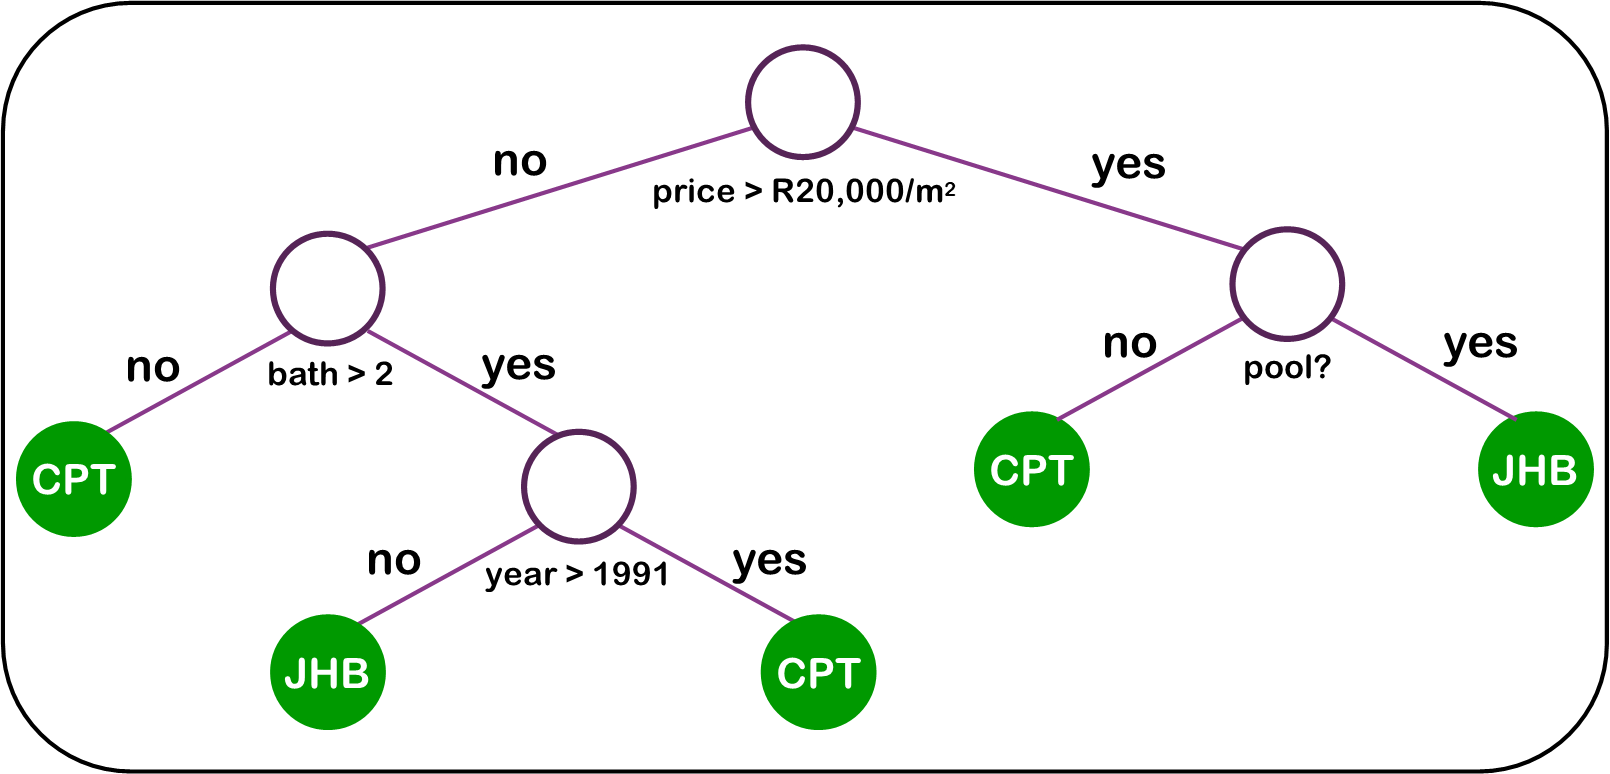 no
yes
price > R20,000/m²
no
bath > 2
yes
no
pool?
yes
CPT
CPT
JHB
no
year > 1991
yes
JHB
CPT